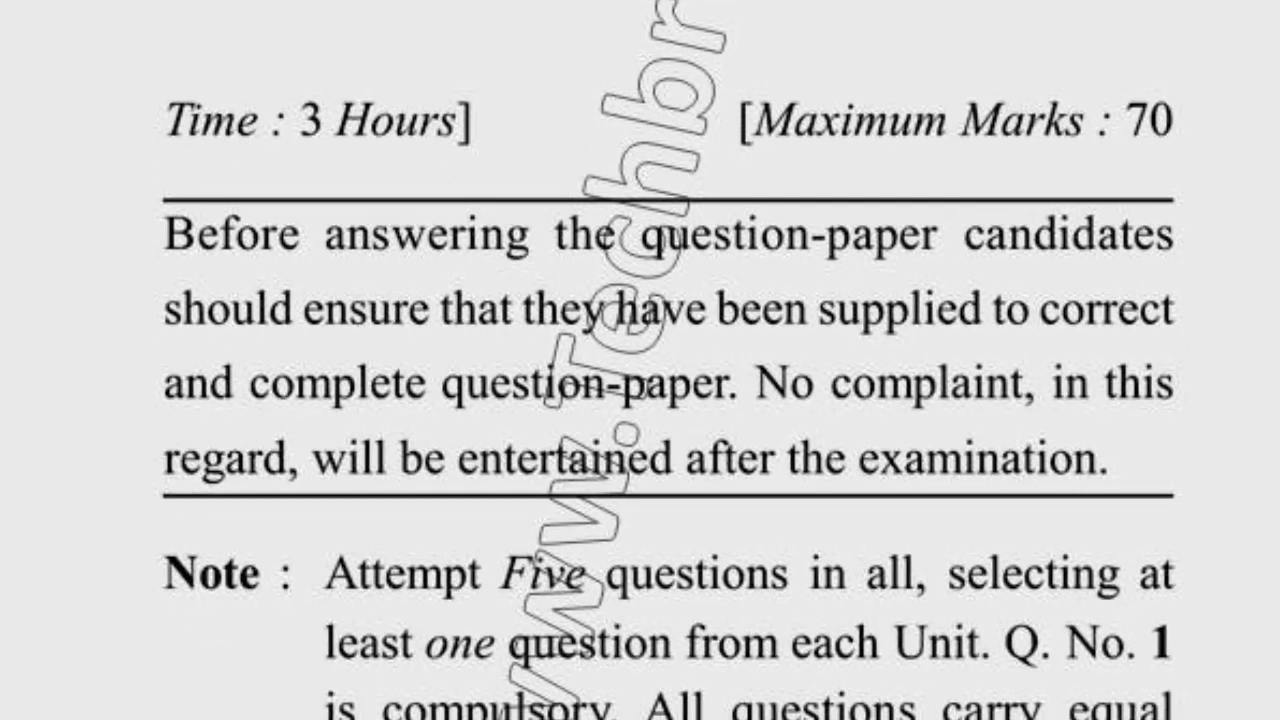 Time : 3 Hours]
[Maximum Marks : 70
Before answering the question-paper candidates
should ensure that they have been supplied to correct
and complete question-paper. No complaint, in this
regard, will be entertained after the examination.
Note : Attempt Five questions in all, selecting at
least one question from each Unit. Q. No. 1
is compulsory. All questions carry equal
www.Techbr